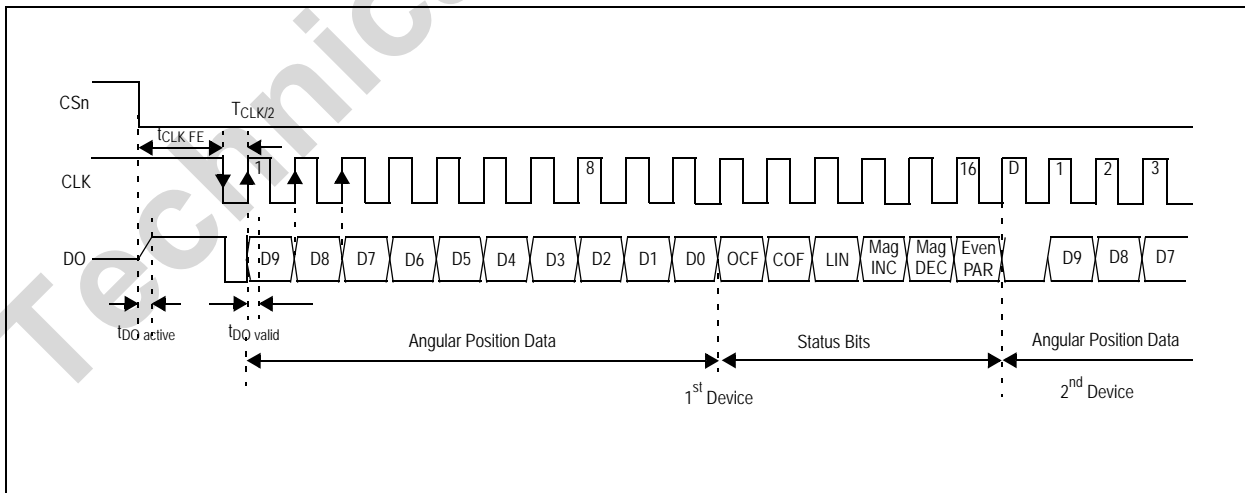 Technic
CSn
TCLK/2
tCLK FE
CLK
1
8
16
D
1
2
3
DO
D9
D8
D7
D6
D5
D4
D3
D2
D1
D0
OCF
COF
LIN
Mag
INC
Mag
DEC
Even
PAR
D9
D8
D7
tDO active
tDO valid
Angular Position Data
Status Bits
Angular Position Data
1st Device
2nd Device